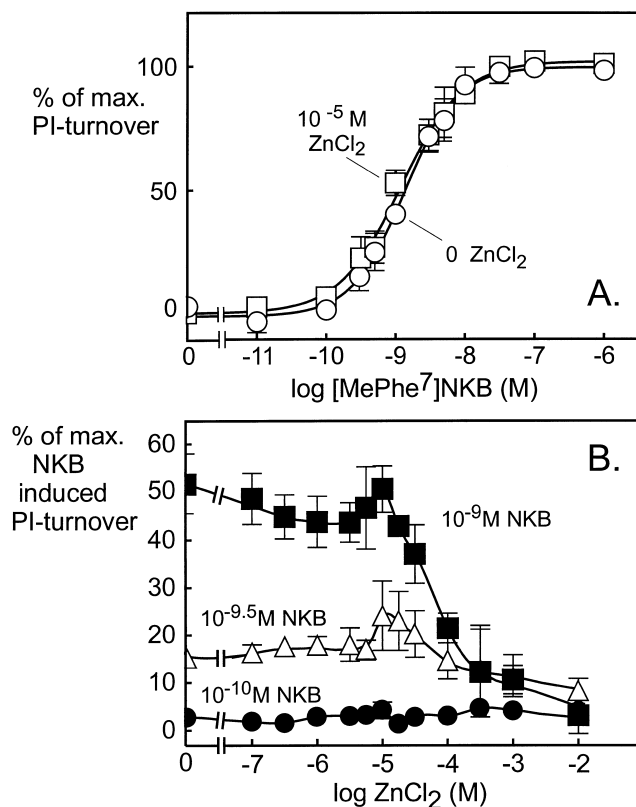 A.
% of max.
PI-turnover
100
50
0
10⁻⁵ M
ZnCl₂
0 ZnCl₂
0 -11 -10 -9 -8 -7 -6
log [MePhe⁷]NKB (M)
B.
% of max.
NKB
induced
PI-turnover
60
50
40
30
20
10
0
10⁻⁹M NKB
10⁻⁹·⁵M NKB
10⁻¹⁰M NKB
0 -7 -6 -5 -4 -3 -2
log ZnCl₂ (M)